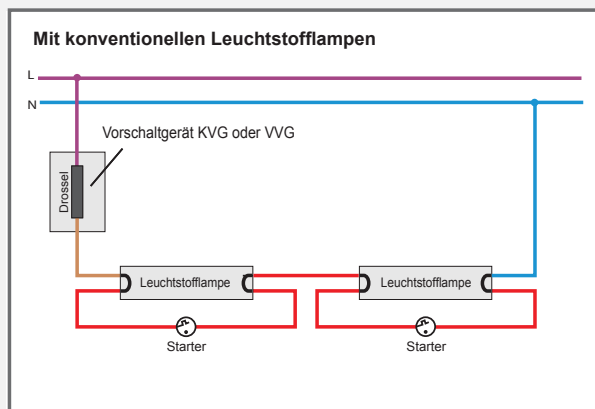 Mit konventionellen Leuchtstofflampen
L
N
Vorschaltgerät KVG oder VVG
Drossel
Leuchtstofflampe
Leuchtstofflampe
Starter
Starter